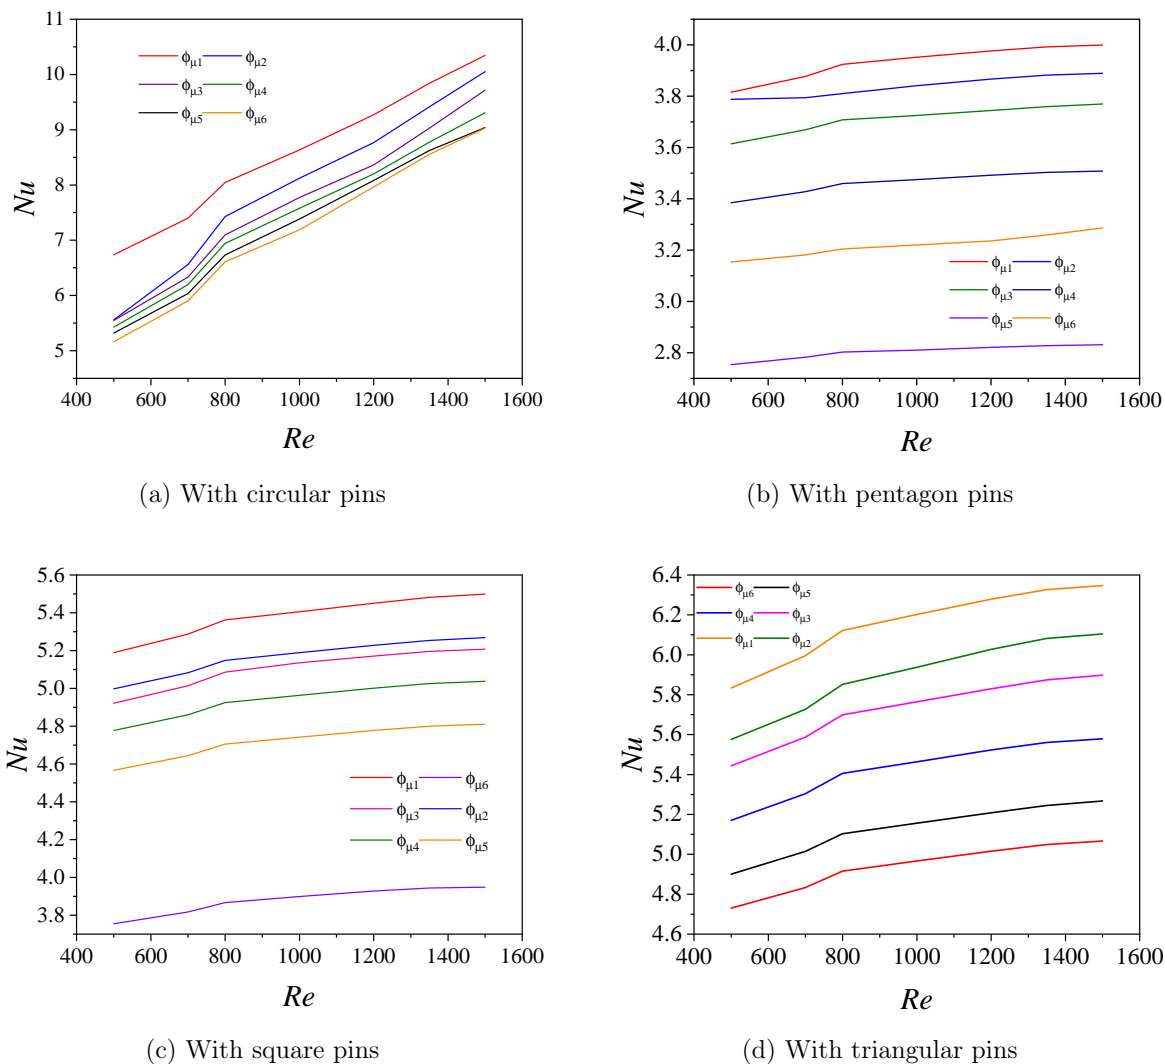 11
10
9
8
7
6
5
Nu
ϕμ1 ϕμ2
ϕμ3 ϕμ4
ϕμ5 ϕμ6
400 600 800 1000 1200 1400 1600
Re
(a) With circular pins
4.0
3.8
3.6
3.4
3.2
3.0
2.8
Nu
ϕμ1 ϕμ2
ϕμ3 ϕμ4
ϕμ5 ϕμ6
400 600 800 1000 1200 1400 1600
Re
(b) With pentagon pins
5.6
5.4
5.2
5.0
4.8
4.6
4.4
4.2
4.0
3.8
Nu
ϕμ1 ϕμ6
ϕμ3 ϕμ2
ϕμ4 ϕμ5
400 600 800 1000 1200 1400 1600
Re
(c) With square pins
6.4
6.2
6.0
5.8
5.6
5.4
5.2
5.0
4.8
4.6
Nu
ϕμ6 ϕμ5
ϕμ4 ϕμ3
ϕμ1 ϕμ2
400 600 800 1000 1200 1400 1600
Re
(d) With triangular pins